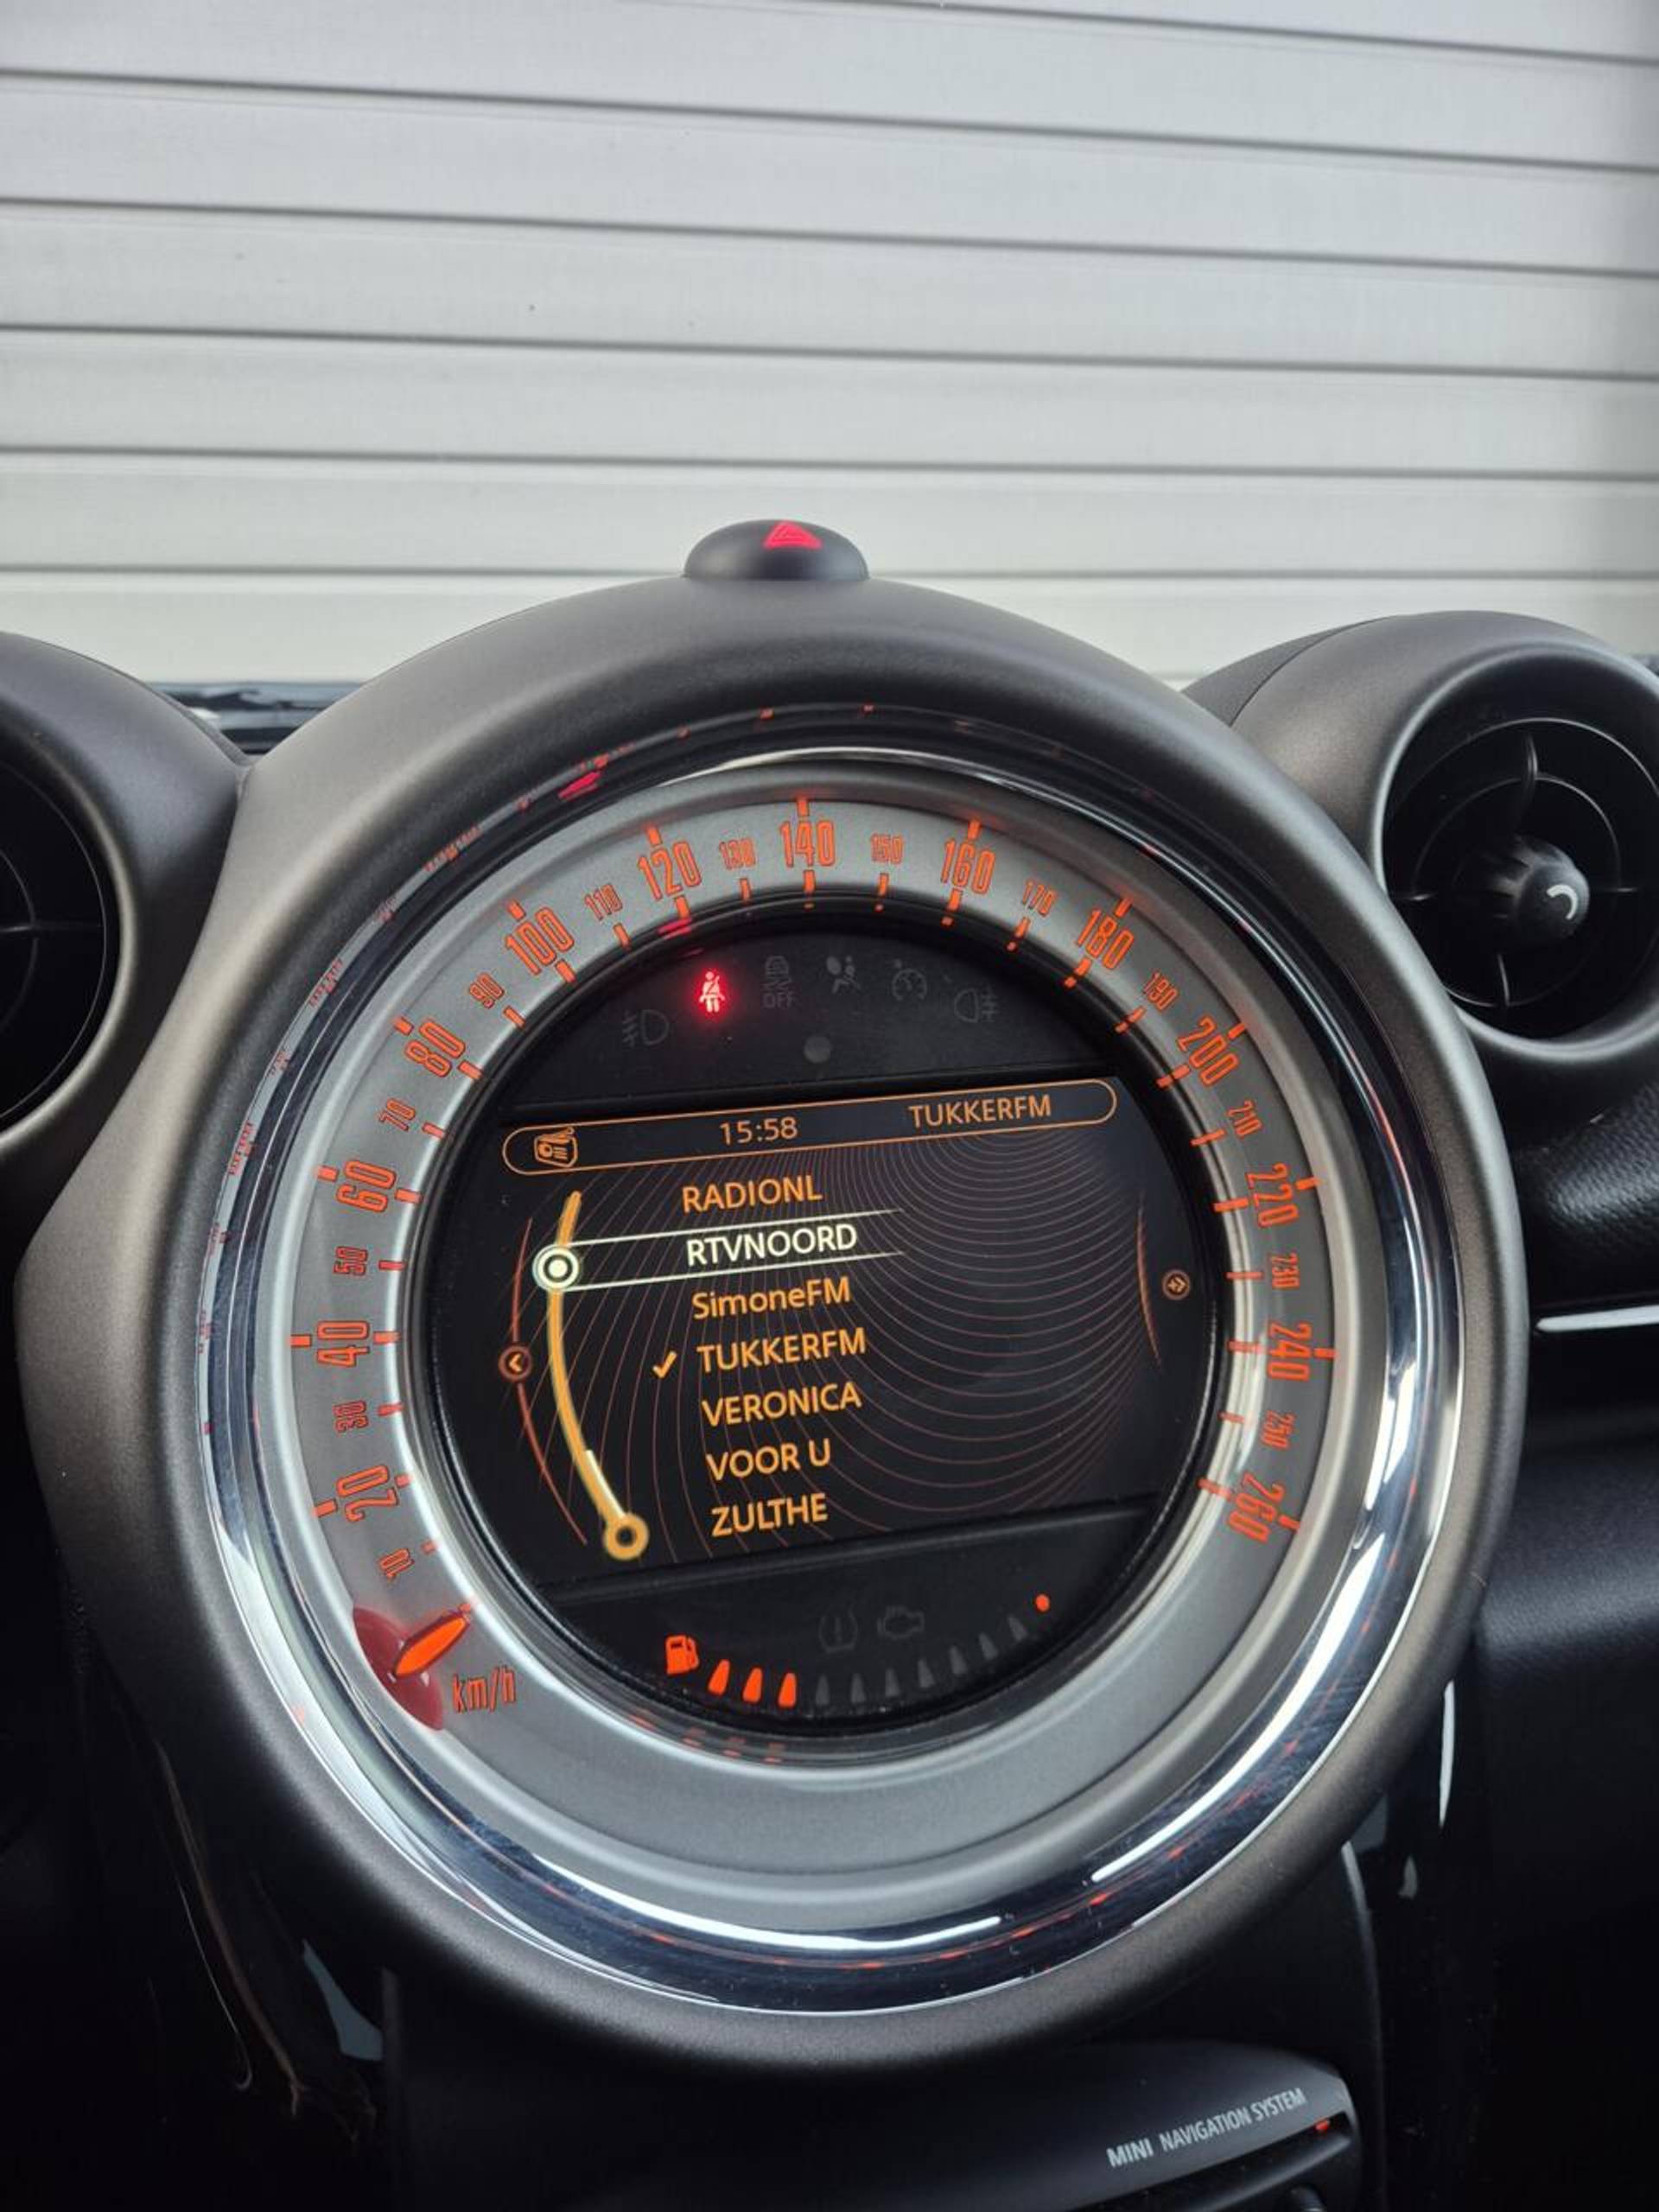 10
20
30
40
50
60
70
80
90
100
110
120
130
140
150
160
170
180
190
200
210
220
230
240
250
260
km/h
OFF
15:58 TUKKERFM
RADIONL
RTVNOORD
SimoneFM
TUKKERFM
VERONICA
VOOR U
ZULTHE
MINI NAVIGATION SYSTEM